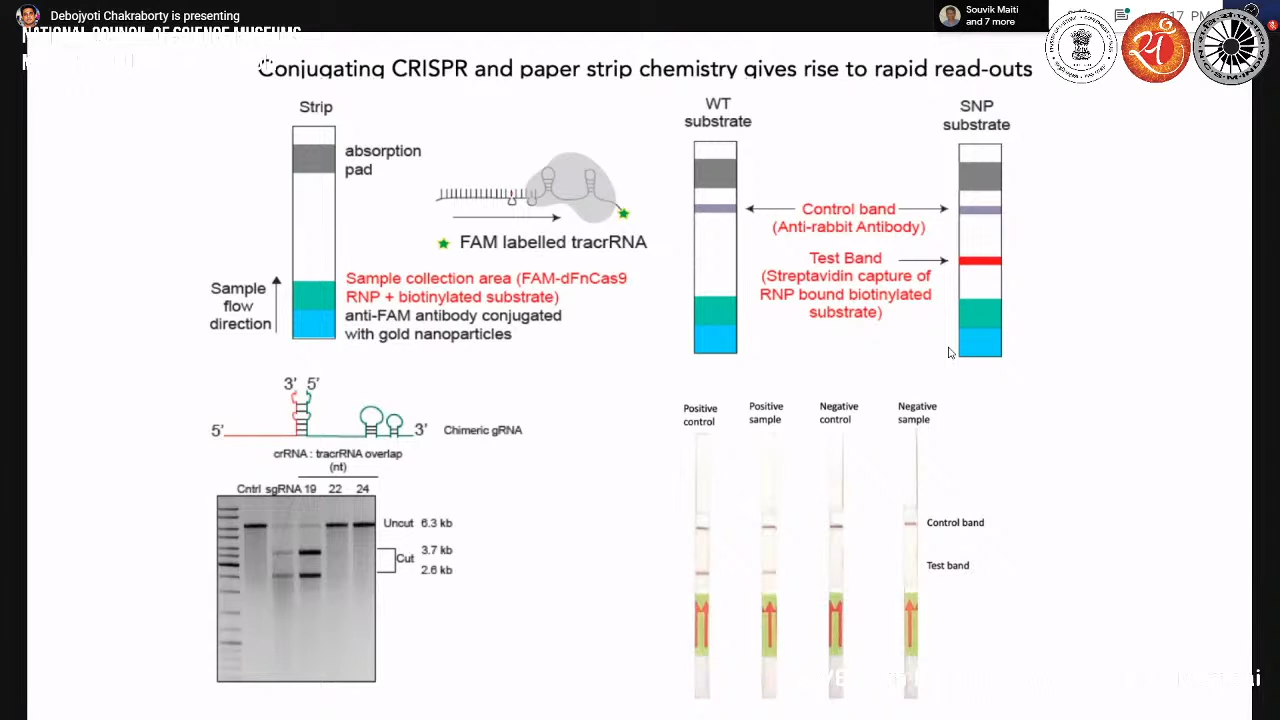 Debojyoti Chakraborty is presenting
Souvik Maiti
and 7 more
NATIONAL COUNCIL OF SCIENCE MUSEUMS
Conjugating CRISPR and paper strip chemistry gives rise to rapid read-outs
Strip
absorption
pad
FAM labelled tracrRNA
Sample
flow
direction
Sample collection area (FAM-dFnCas9
RNP + biotinylated substrate)
anti-FAM antibody conjugated
with gold nanoparticles
WT
substrate
SNP
substrate
Control band
(Anti-rabbit Antibody)
Test Band
(Streptavidin capture of
RNP bound biotinylated
substrate)
3' 5'
5'
3'
Chimeric gRNA
crRNA : tracrRNA overlap
(nt)
Cntrl sgRNA 19 22 24
Uncut 6.3 kb
3.7 kb
Cut
2.6 kb
Positive
control
Positive
sample
Negative
control
Negative
sample
Control band
Test band